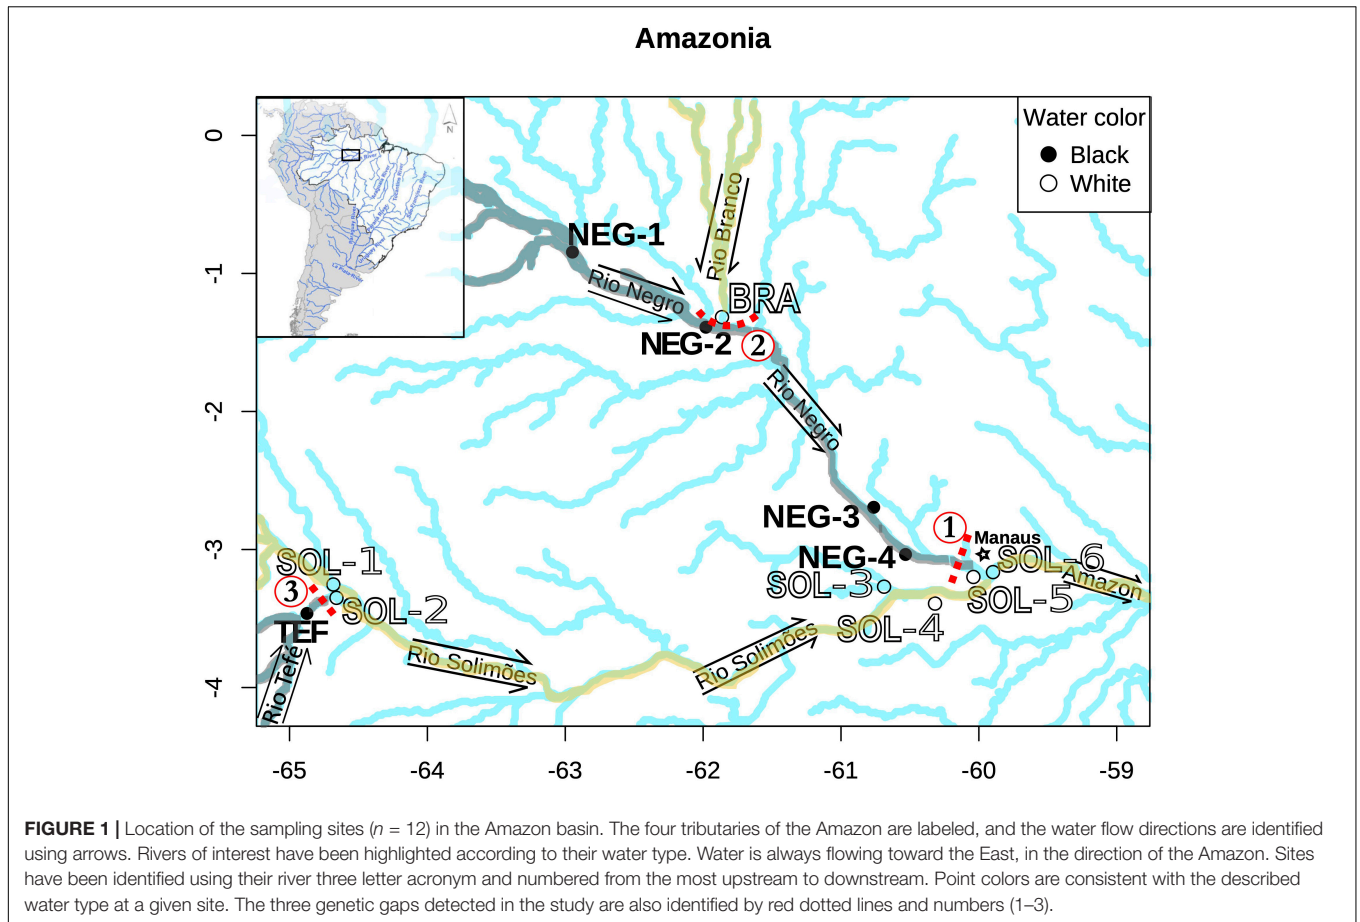 Amazonia
Water color
Black
White
N
0
-1
-2
-3
-4
NEG-1
Rio Negro
Rio Branco
BRA
NEG-2
2
Rio Negro
NEG-3
1
Manaus
NEG-4
SOL-6
SOL-3
SOL-5
Amazon
SOL-4
SOL-1
3
SOL-2
TEF
Rio Tefé
Rio Solimões
Rio Solimões
-65 -64 -63 -62 -61 -60 -59
FIGURE 1 | Location of the sampling sites (n = 12) in the Amazon basin. The four tributaries of the Amazon are labeled, and the water flow directions are identified
using arrows. Rivers of interest have been highlighted according to their water type. Water is always flowing toward the East, in the direction of the Amazon. Sites
have been identified using their river three letter acronym and numbered from the most upstream to downstream. Point colors are consistent with the described
water type at a given site. The three genetic gaps detected in the study are also identified by red dotted lines and numbers (1–3).